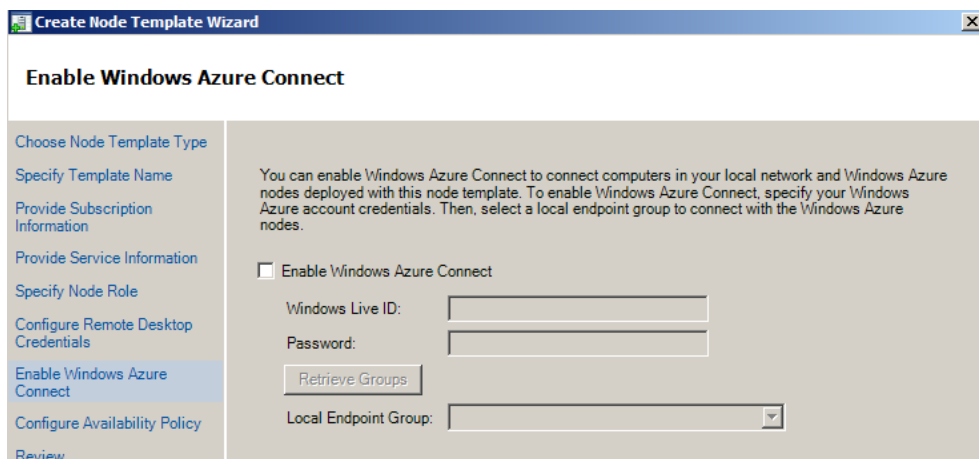 Create Node Template Wizard
Enable Windows Azure Connect
Choose Node Template Type
Specify Template Name
Provide Subscription
Information
Provide Service Information
Specify Node Role
Configure Remote Desktop
Credentials
Enable Windows Azure
Connect
Configure Availability Policy
Review
You can enable Windows Azure Connect to connect computers in your local network and Windows Azure
nodes deployed with this node template. To enable Windows Azure Connect, specify your Windows
Azure account credentials. Then, select a local endpoint group to connect with the Windows Azure
nodes.
Enable Windows Azure Connect
Windows Live ID:
Password:
Retrieve Groups
Local Endpoint Group: